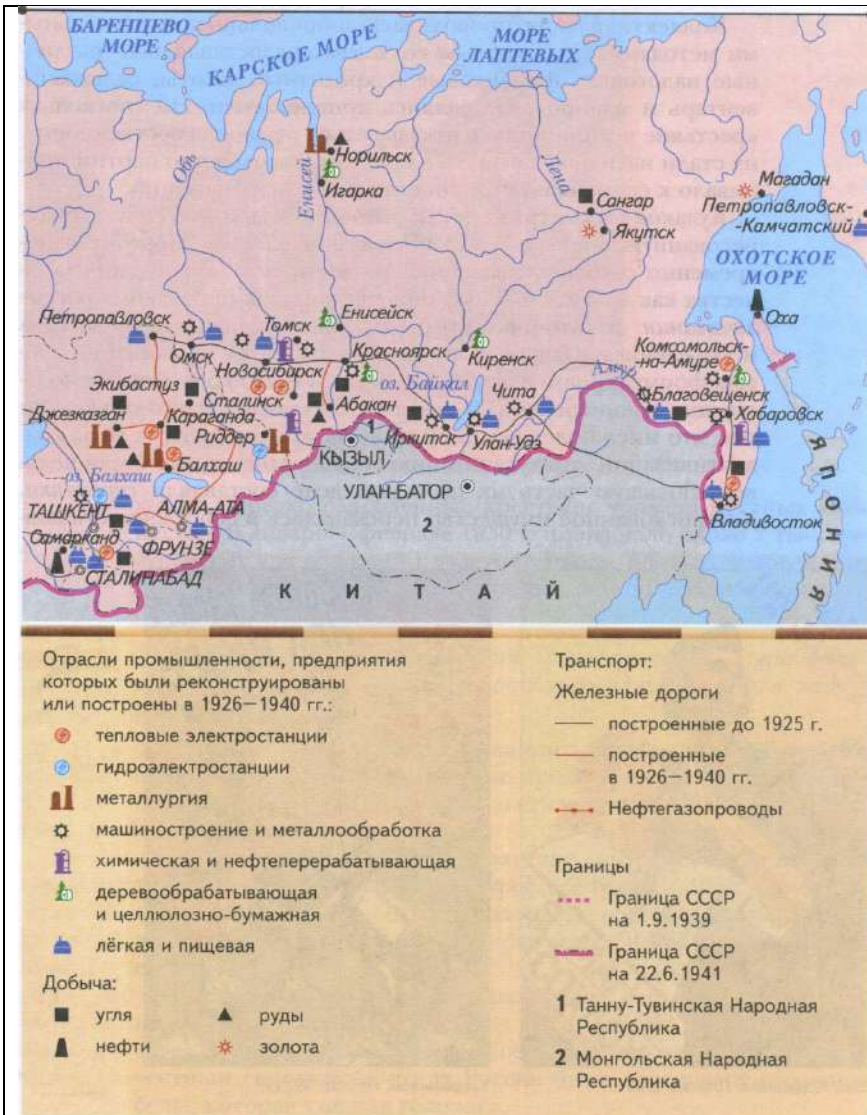 БАРЕНЦЕВО
МОРЕ
КАРСКОЕ МОРЕ
МОРЕ
ЛАПТЕВЫХ
Обь
Енисей
Норильск
Игарка
Лена
Сангар
Якутск
Магадан
Петропавловск-
-Камчатский
ОХОТСКОЕ
МОРЕ
Оха
Петропавловск
Омск
Томск
Енисейск
Новосибирск
Красноярск
Киренск
оз. Байкал
Амур
Комсомольск-
на-Амуре
Экибастуз
Сталинск
Абакан
Чита
Благовещенск
Хабаровск
Джезказган
Караганда
Риддер
Иркутск
Улан-Удэ
1
КЫЗЫЛ
УЛАН-БАТОР
2
Балхаш
оз. Балхаш
ТАШКЕНТ
АЛМА-АТА
Самарканд
ФРУНЗЕ
СТАЛИНАБАД
Владивосток
ЯПОНИЯ
КИТАЙ
Отрасли промышленности, предприятия
которых были реконструированы
или построены в 1926—1940 гг.:
тепловые электростанции
гидроэлектростанции
металлургия
машиностроение и металлообработка
химическая и нефтеперерабатывающая
деревообрабатывающая
и целлюлозно-бумажная
лёгкая и пищевая
Добыча:
угля
руды
нефти
золота
Транспорт:
Железные дороги
построенные до 1925 г.
построенные
в 1926—1940 гг.
Нефтегазопроводы
Границы
Граница СССР
на 1.9.1939
Граница СССР
на 22.6.1941
1 Танну-Тувинская Народная
Республика
2 Монгольская Народная
Республика